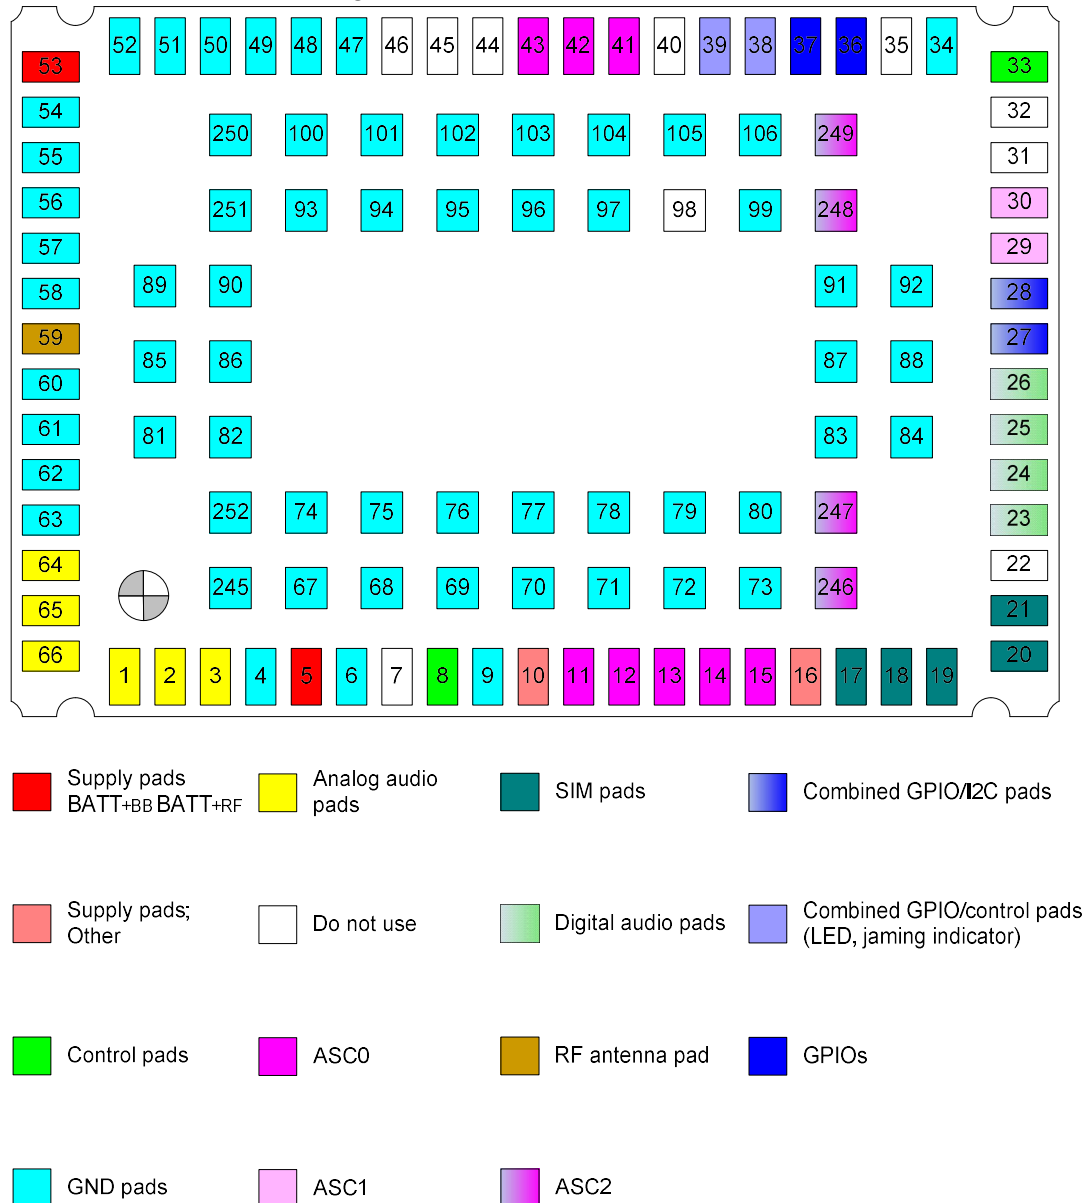 52 51 50 49 48 47 46 45 44 43 42 41 40 39 38 37 36 35 34
53 33
54 250 100 101 102 103 104 105 106 249 32
55 31
56 251 93 94 95 96 97 98 99 248 30
57 29
58 89 90 91 92 28
59 27
60 85 86 87 88 26
61 81 82 83 84 25
62 24
63 252 74 75 76 77 78 79 80 247 23
64 22
65 245 67 68 69 70 71 72 73 246 21
66 20
1 2 3 4 5 6 7 8 9 10 11 12 13 14 15 16 17 18 19
Supply pads
BATT+BB BATT+RF
Analog audio
pads
SIM pads
Combined GPIO/I2C pads
Supply pads;
Other
Do not use
Digital audio pads
Combined GPIO/control pads
(LED, jaming indicator)
Control pads
ASC0
RF antenna pad
GPIOs
GND pads
ASC1
ASC2